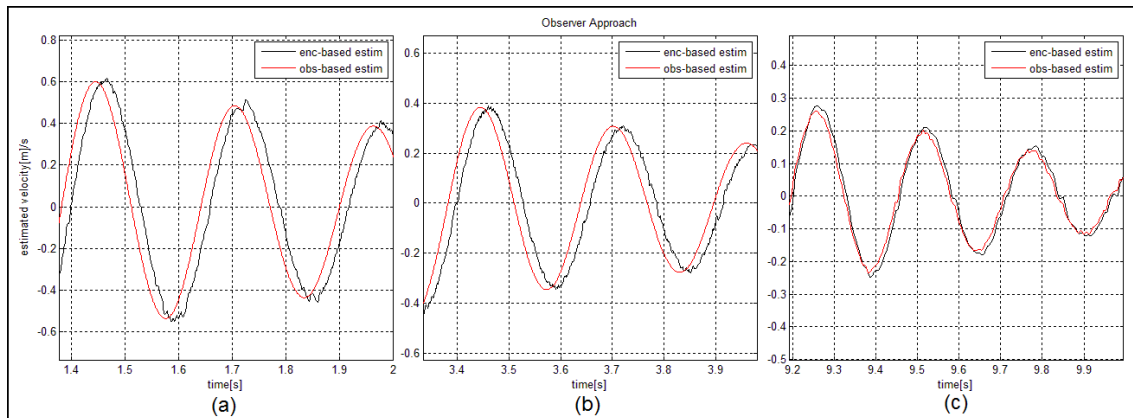 Observer Approach
estimated velocity[m]/s
0.8
0.6
0.4
0.2
0
-0.2
-0.4
-0.6
enc-based estim
obs-based estim
1.4 1.5 1.6 1.7 1.8 1.9 2
time[s]
(a)
0.6
0.4
0.2
0
-0.2
-0.4
-0.6
enc-based estim
obs-based estim
3.4 3.5 3.6 3.7 3.8 3.9
time[s]
(b)
0.4
0.3
0.2
0.1
0
-0.1
-0.2
-0.3
-0.4
-0.5
enc-based estim
obs-based estim
9.2 9.3 9.4 9.5 9.6 9.7 9.8 9.9
time[s]
(c)